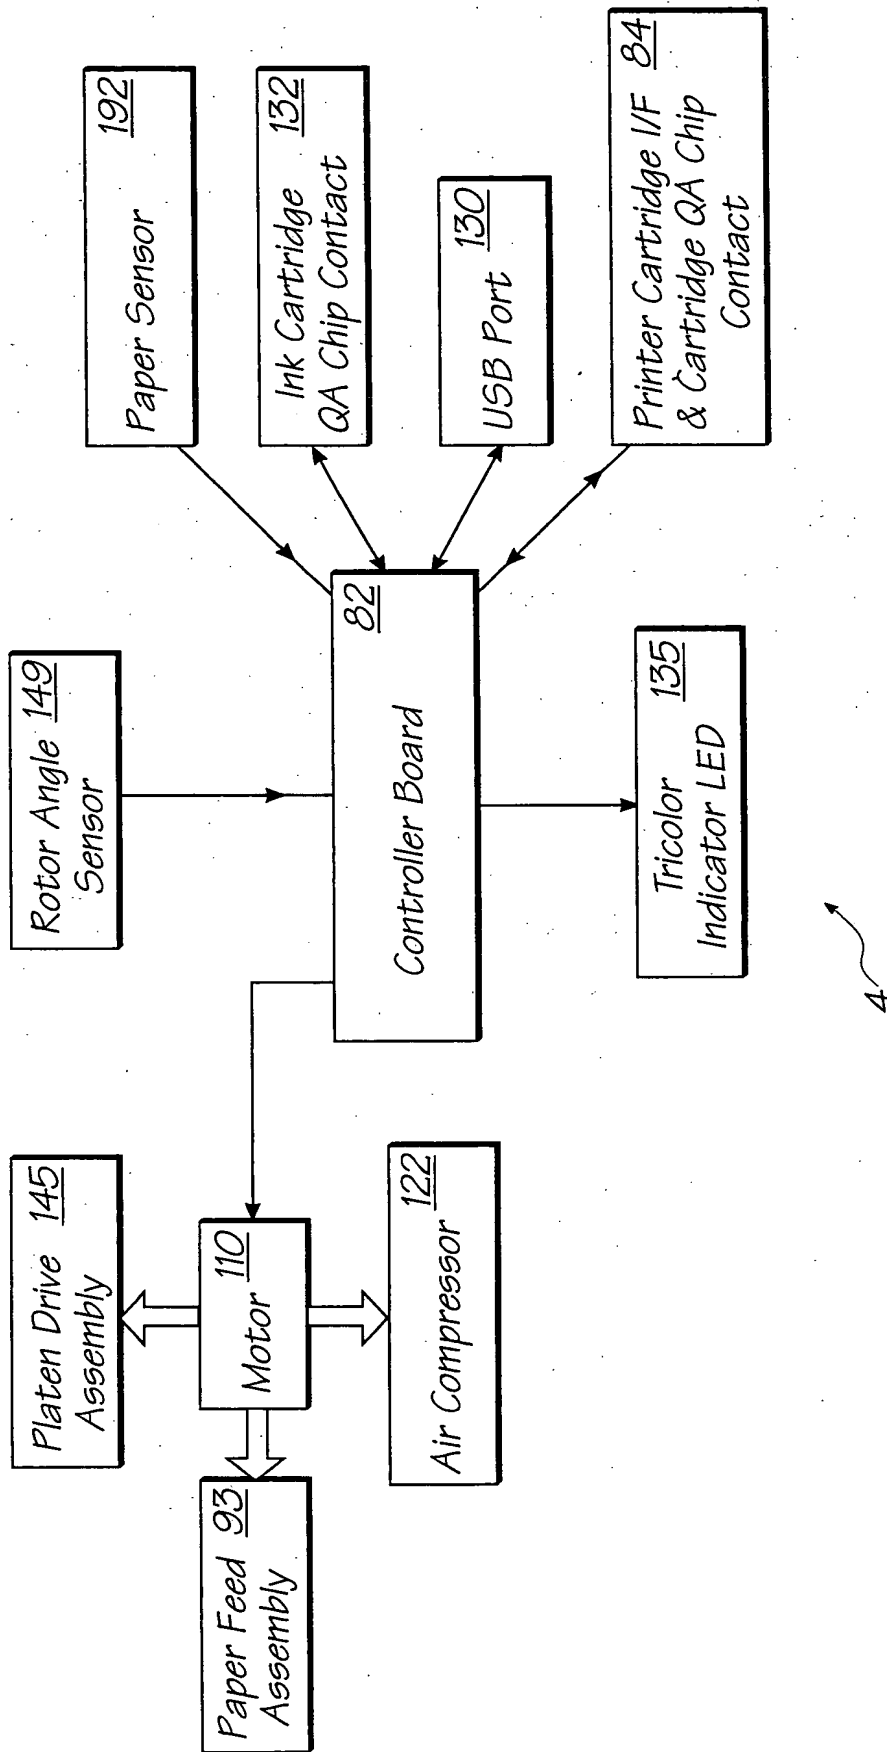 Platen Drive 145
Assembly
Paper Feed 93
Assembly
Motor 110
Air Compressor 122
Rotor Angle 149
Sensor
Controller Board 82
Tricolor 135
Indicator LED
Paper Sensor 192
Ink Cartridge 132
QA Chip Contact
USB Port 130
Printer Cartridge I/F 84
& Cartridge QA Chip
Contact
4